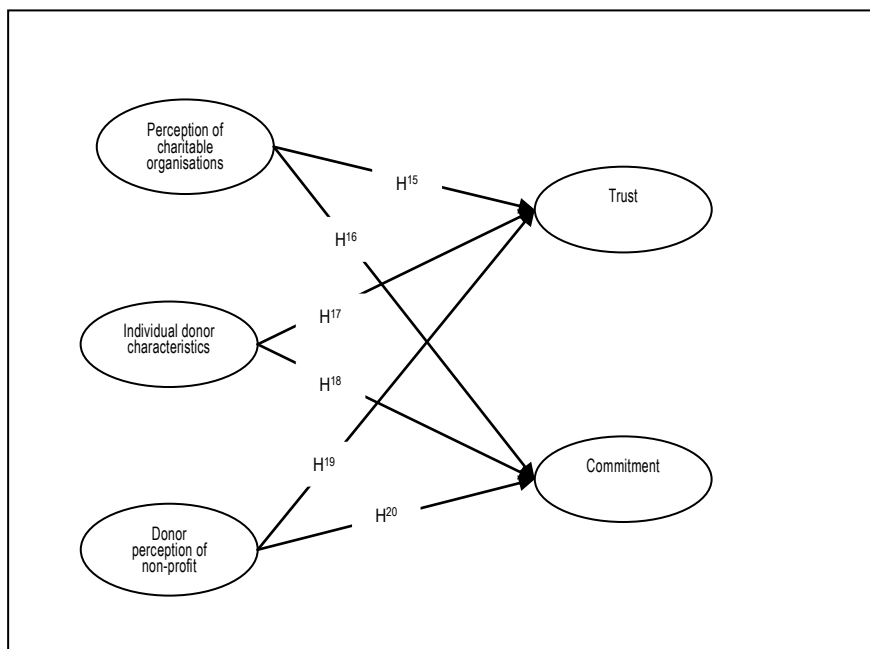 Perception of
charitable
organisations
H15
Trust
H16
Individual donor
characteristics
H17
H18
Commitment
H19
Donor
perception of
non-profit
H20